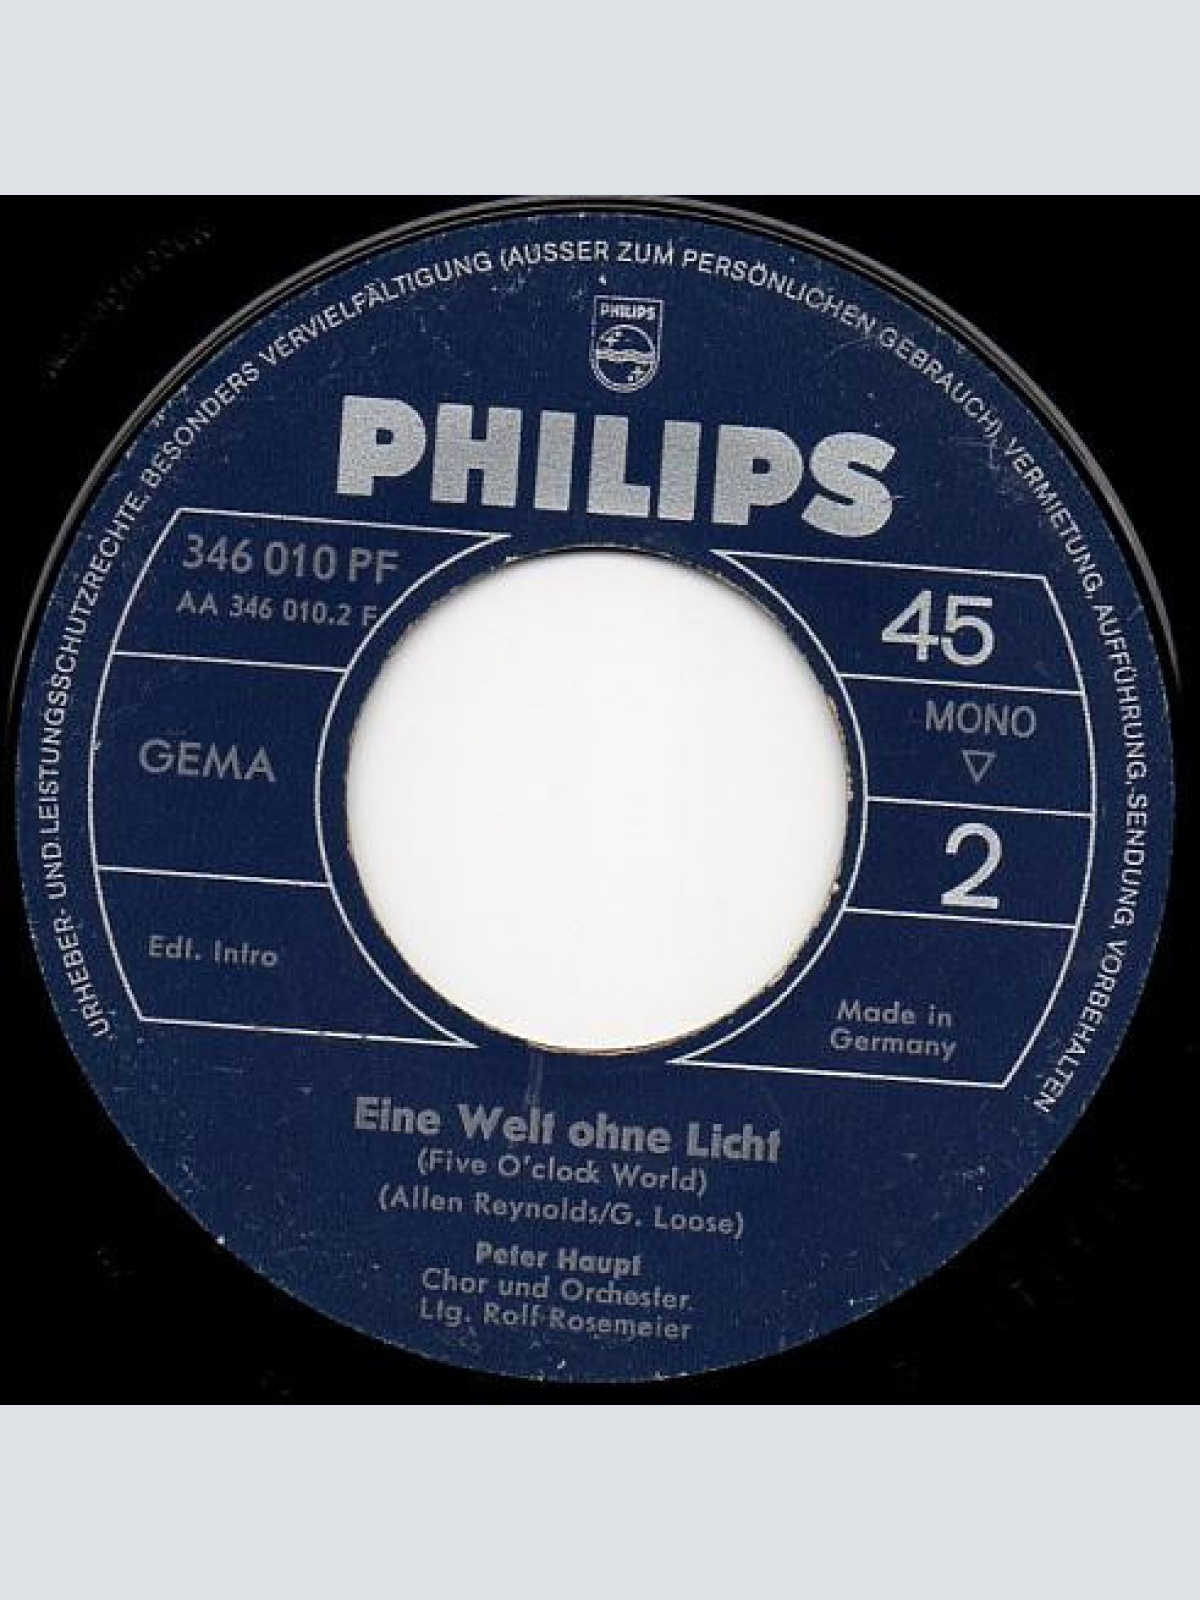 URHEBER- UND LEISTUNGSSCHUTZRECHTE, BESONDERS VERVIELFÄLTIGUNG (AUSSER ZUM PERSÖNLICHEN GEBRAUCH), VERMIETUNG, AUFFÜHRUNG, SENDUNG, VORBEHALTEN
PHILIPS
PHILIPS
346 010 PF
AA 346 010.2 F
GEMA
Edt. Intro
45
MONO
2
Made in
Germany
Eine Welt ohne Licht
(Five O'clock World)
(Allen Reynolds/G. Loose)
Peter Haupt
Chor und Orchester
Ltg. Rolf Rosemeier